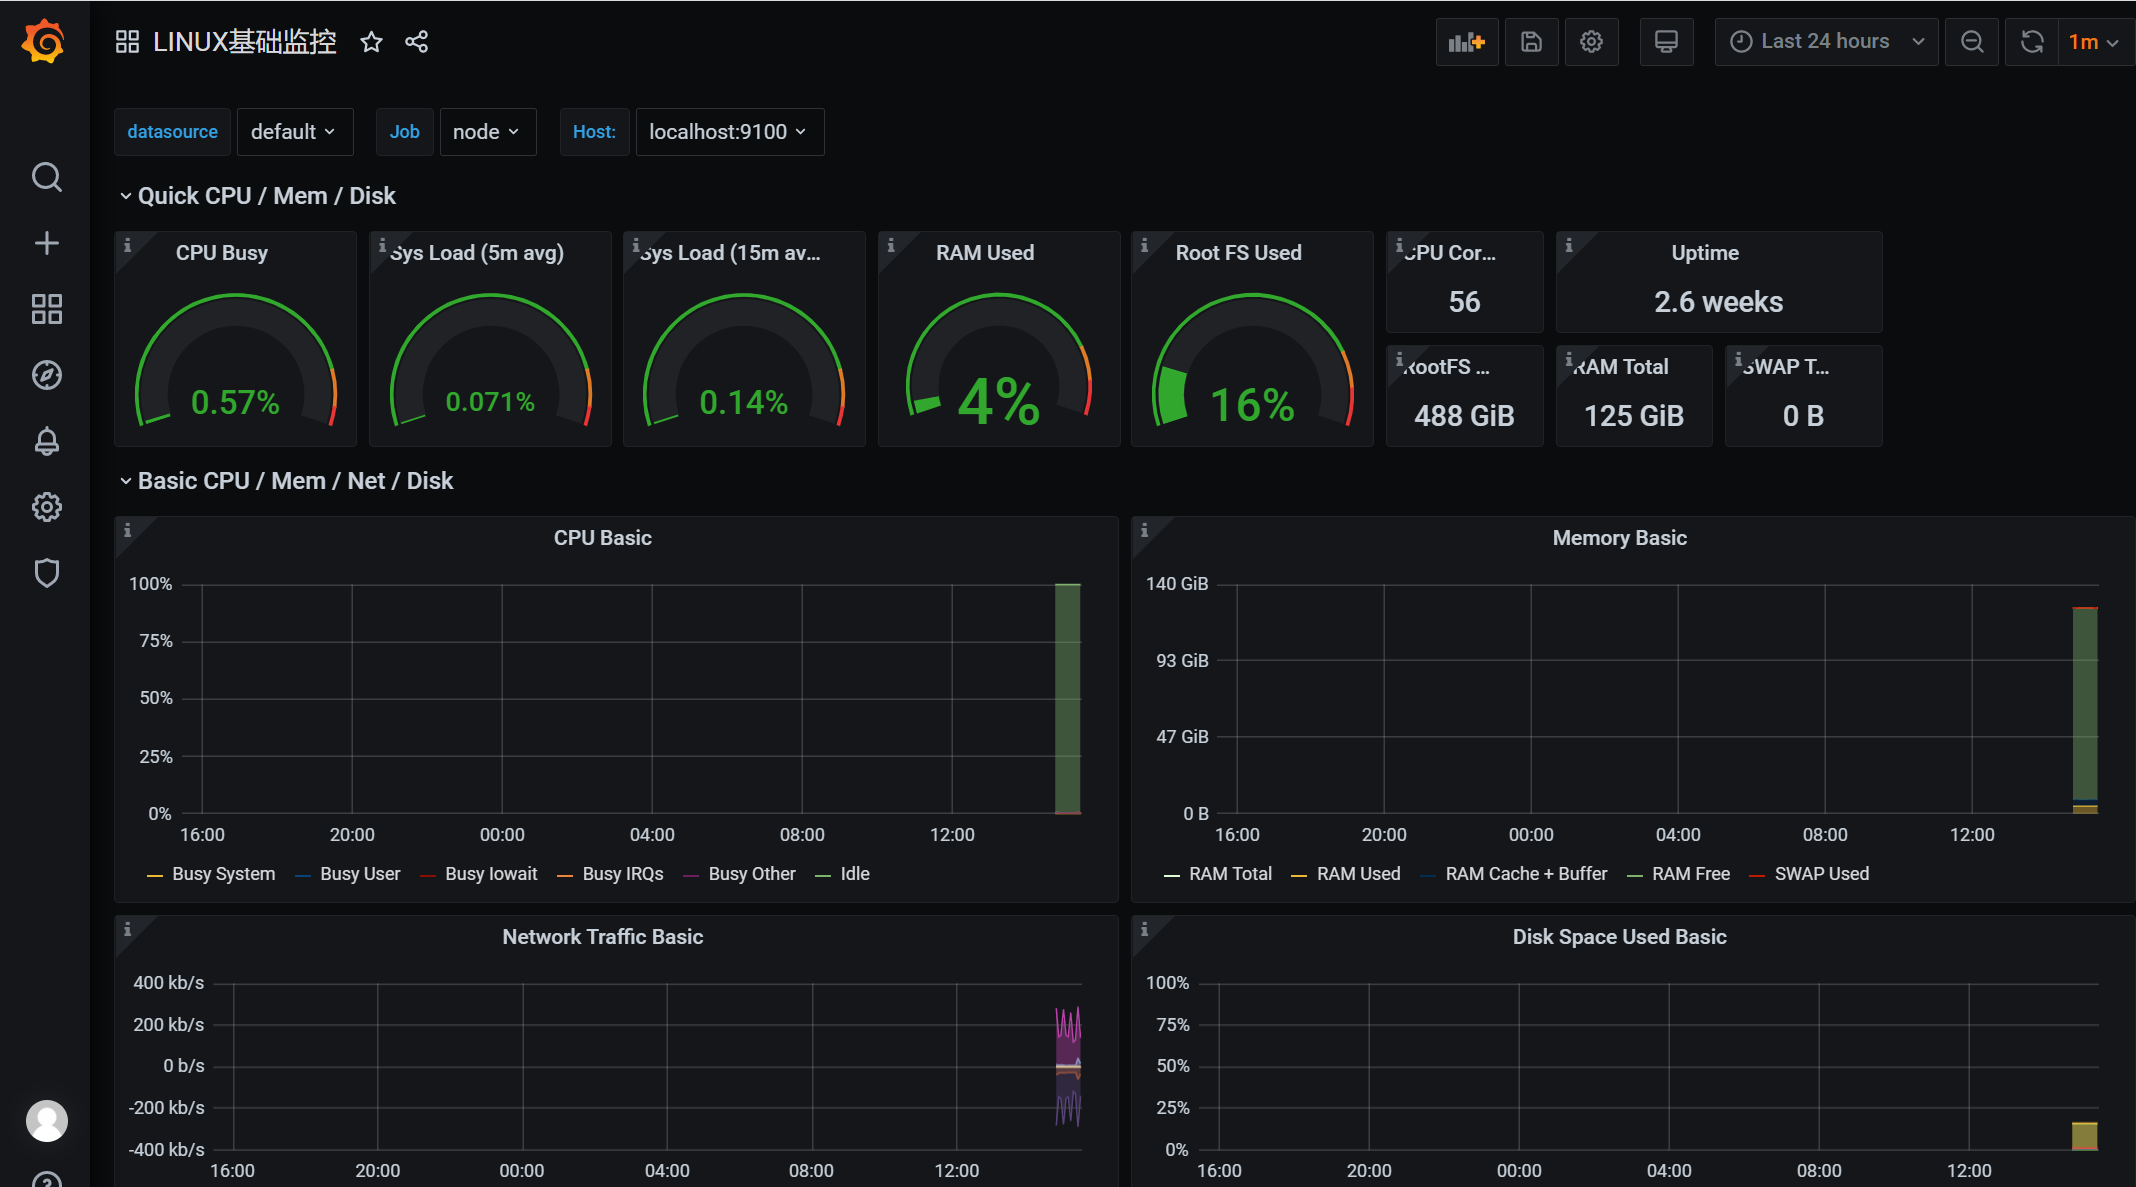 LINUX基础监控
Last 24 hours
1m
datasource default Job node Host: localhost:9100
Quick CPU / Mem / Disk
CPU Busy
0.57%
Sys Load (5m avg)
0.071%
Sys Load (15m av...
0.14%
RAM Used
4%
Root FS Used
16%
CPU Cor...
56
Uptime
2.6 weeks
RootFS ...
488 GiB
RAM Total
125 GiB
SWAP T...
0 B
Basic CPU / Mem / Net / Disk
CPU Basic
100%
75%
50%
25%
0%
16:00 20:00 00:00 04:00 08:00 12:00
Busy System Busy User Busy Iowait Busy IRQs Busy Other Idle
Memory Basic
140 GiB
93 GiB
47 GiB
0 B
16:00 20:00 00:00 04:00 08:00 12:00
RAM Total RAM Used RAM Cache + Buffer RAM Free SWAP Used
Network Traffic Basic
400 kb/s
200 kb/s
0 b/s
-200 kb/s
-400 kb/s
16:00 20:00 00:00 04:00 08:00 12:00
Disk Space Used Basic
100%
75%
50%
25%
0%
16:00 20:00 00:00 04:00 08:00 12:00